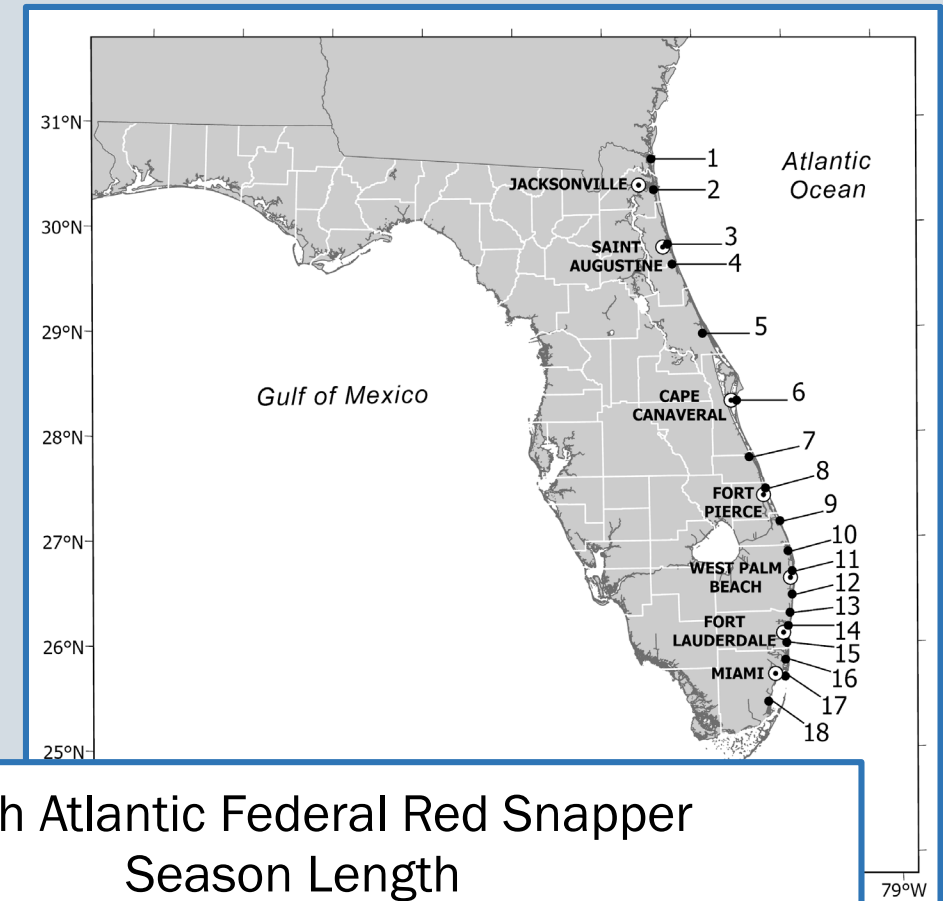 31°N
1
Atlantic
Ocean
JACKSONVILLE
2
30°N
3
SAINT
AUGUSTINE
4
29°N
5
Gulf of Mexico
CAPE
CANAVERAL
6
28°N
7
8
FORT
PIERCE
9
27°N
10
11
WEST PALM
BEACH
12
13
FORT
LAUDERDALE
14
26°N
15
16
MIAMI
17
18
25°N
h Atlantic Federal Red Snapper
Season Length
79°W